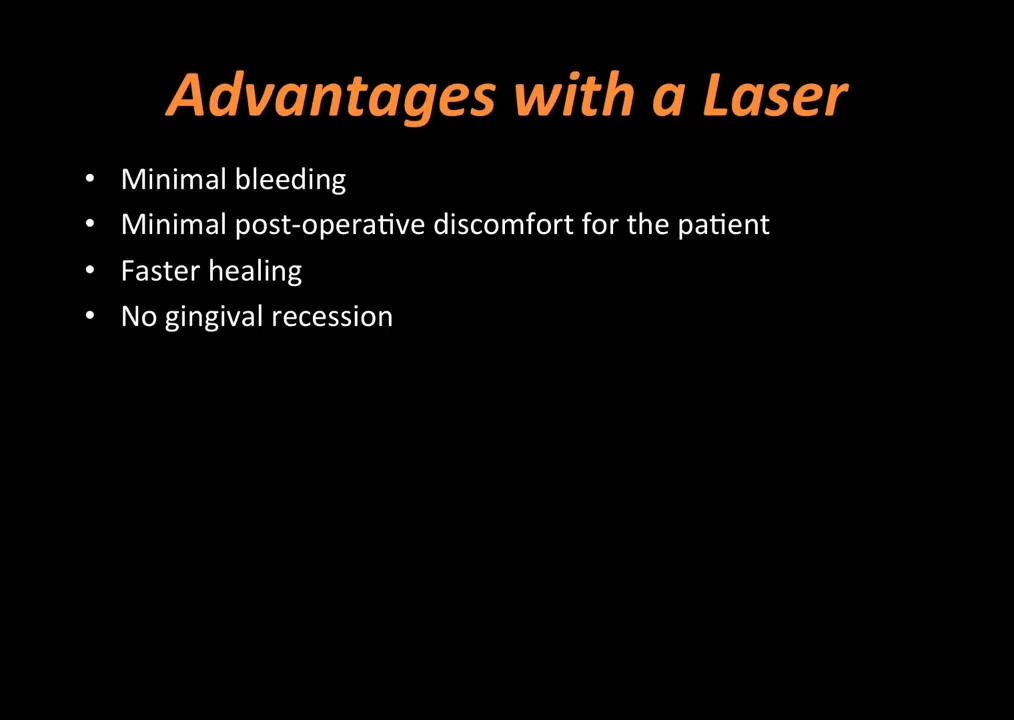 Advantages with a Laser
• Minimal bleeding
• Minimal post-operative discomfort for the patient
• Faster healing
• No gingival recession